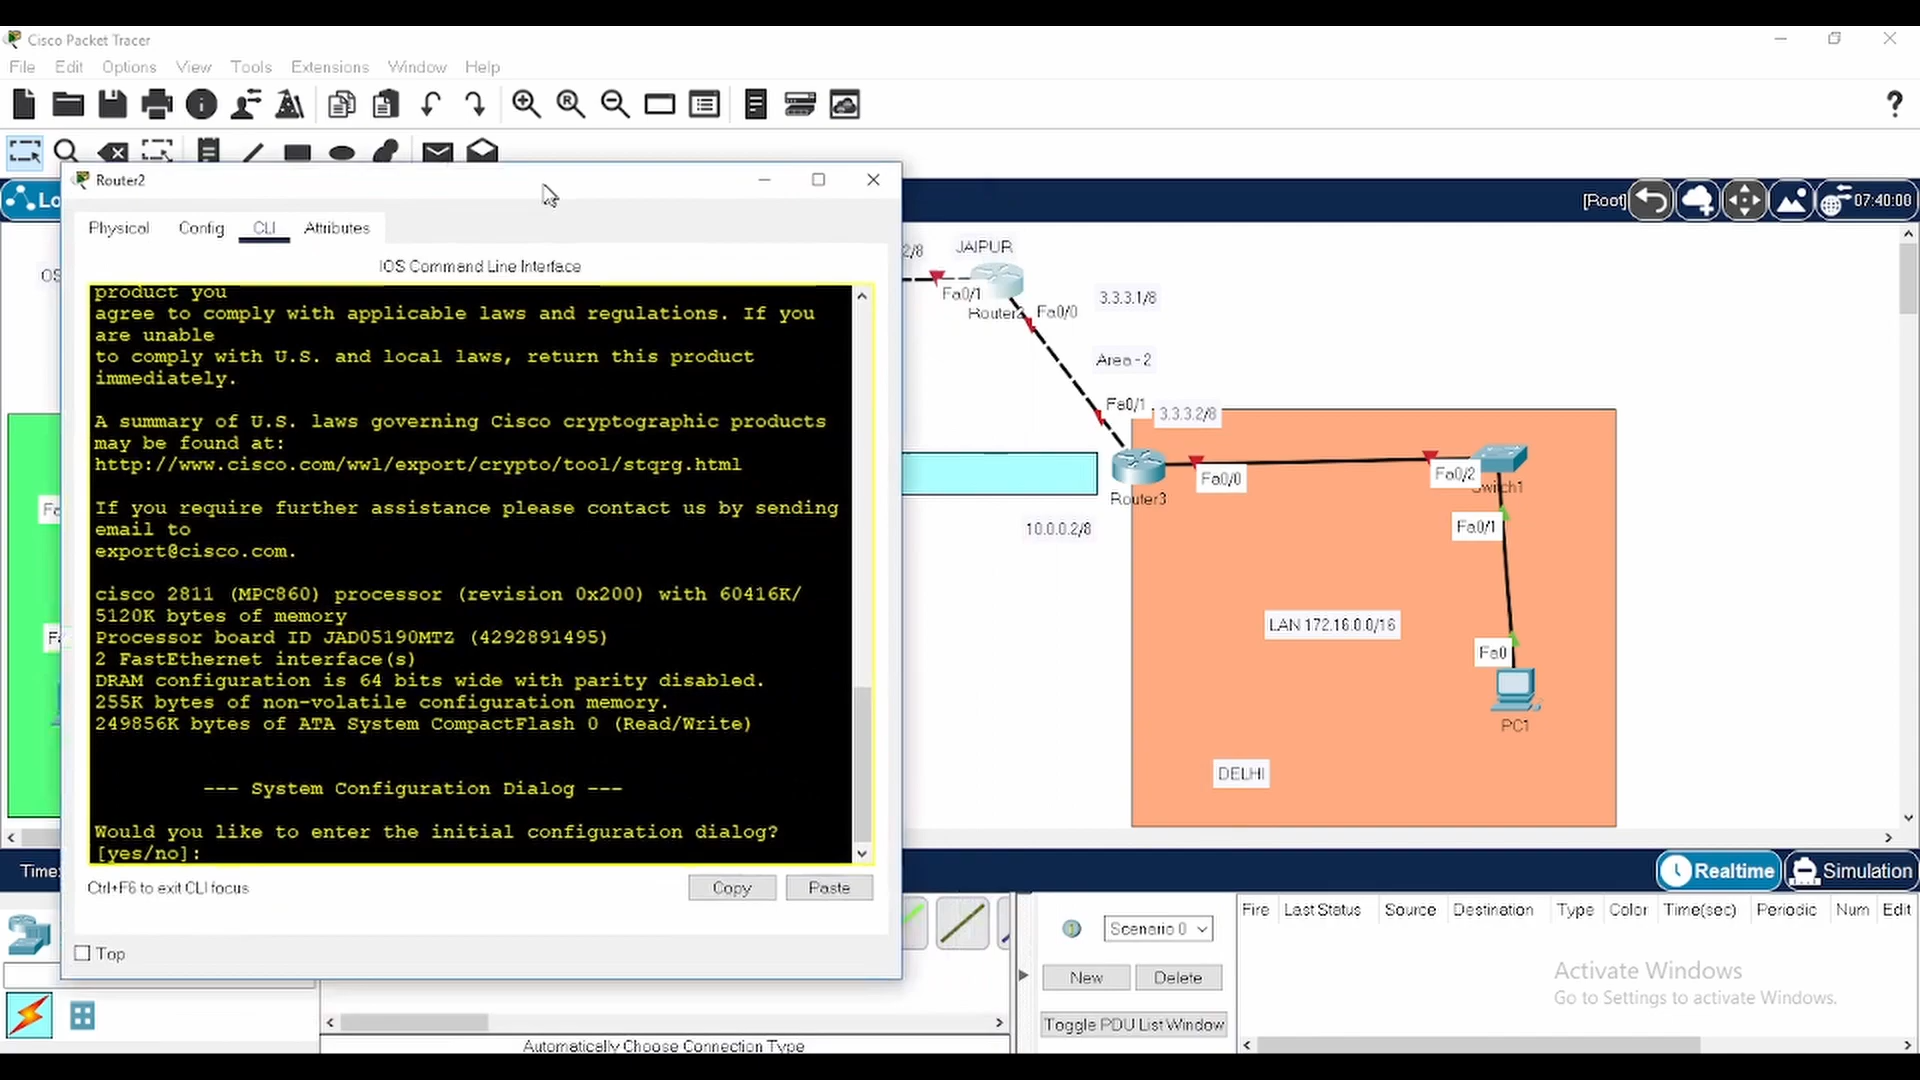 Cisco Packet Tracer
File Edit Options View Tools Extensions Window Help
Router2
[Root]
07:40:00
Lo
Physical Config CLI Attributes
IOS Command Line Interface
product you
agree to comply with applicable laws and regulations. If you
are unable
to comply with U.S. and local laws, return this product
immediately.
A summary of U.S. laws governing Cisco cryptographic products
may be found at:
http://www.cisco.com/wwl/export/crypto/tool/stqrg.html
If you require further assistance please contact us by sending
email to
export@cisco.com.
cisco 2811 (MPC860) processor (revision 0x200) with 60416K/
5120K bytes of memory
Processor board ID JAD05190MTZ (4292891495)
2 FastEthernet interface(s)
DRAM configuration is 64 bits wide with parity disabled.
255K bytes of non-volatile configuration memory.
249856K bytes of ATA System CompactFlash 0 (Read/Write)
--- System Configuration Dialog ---
Would you like to enter the initial configuration dialog?
[yes/no]:
Ctrl+F6 to exit CLI focus
Copy Paste
Top
OS
Fa
Fa
2/8
JAIPUR
Fa0/1
Router2
Fa0/0
3.3.3.1/8
Area - 2
Fa0/1
3.3.3.2/8
Router3
Fa0/0
Fa0/2
Switch1
Fa0/1
10.0.0.2/8
LAN 172.16.0.0/16
Fa0
PC1
DELHI
Time:
Realtime Simulation
Scenario 0
New Delete
Toggle PDU List Window
Fire Last Status Source Destination Type Color Time(sec) Periodic Num Edit
Activate Windows
Go to Settings to activate Windows.
Automatically Choose Connection Type